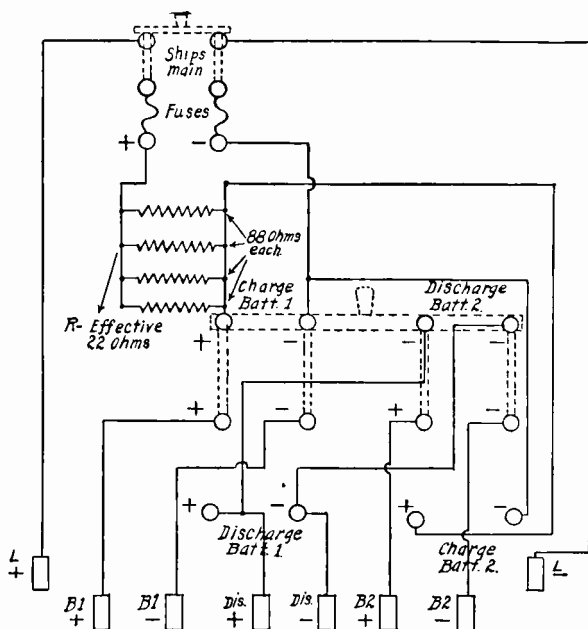 Ships
main
Fuses
+ -
88 Ohms
each
Charge
Batt. 1
Discharge
Batt. 2.
R- Effective
22 Ohms
+ - - -
+ - + -
+ - + -
Discharge
Batt. 1.
Charge
Batt. 2.
L
+
B1
+
B1
-
Dis.
+
Dis.
-
B2
+
B2
-
L
-